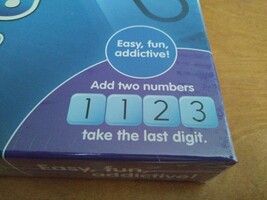 Easy, fun,
addictive!
Add two numbers
1 1 2 3
take the last digit.
Easy, fun,
addictive!